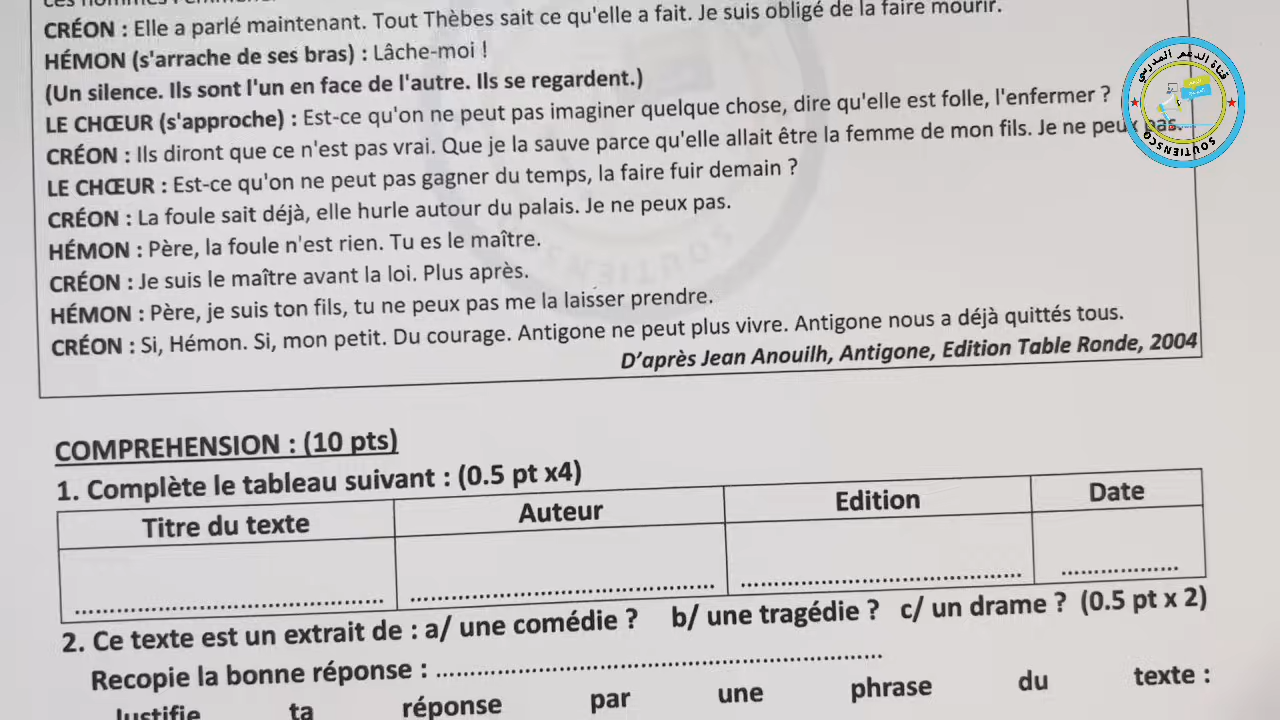 CRÉON : Elle a parlé maintenant. Tout Thèbes sait ce qu'elle a fait. Je suis obligé de la faire mourir.
HÉMON (s'arrache de ses bras) : Lâche-moi !
(Un silence. Ils sont l'un en face de l'autre. Ils se regardent.)
LE CHŒUR (s'approche) : Est-ce qu'on ne peut pas imaginer quelque chose, dire qu'elle est folle, l'enfermer ?
CRÉON : Ils diront que ce n'est pas vrai. Que je la sauve parce qu'elle allait être la femme de mon fils. Je ne peux pas.
LE CHŒUR : Est-ce qu'on ne peut pas gagner du temps, la faire fuir demain ?
CRÉON : La foule sait déjà, elle hurle autour du palais. Je ne peux pas.
HÉMON : Père, la foule n'est rien. Tu es le maître.
CRÉON : Je suis le maître avant la loi. Plus après.
HÉMON : Père, je suis ton fils, tu ne peux pas me la laisser prendre.
CRÉON : Si, Hémon. Si, mon petit. Du courage. Antigone ne peut plus vivre. Antigone nous a déjà quittés tous.
D'après Jean Anouilh, Antigone, Edition Table Ronde, 2004
قناة الدعم المدرسي
SOUTIENSCO
COMPREHENSION : (10 pts)
1. Complète le tableau suivant : (0.5 pt x4)
Titre du texte Auteur Edition Date
2. Ce texte est un extrait de : a/ une comédie ? b/ une tragédie ? c/ un drame ? (0.5 pt x 2)
Recopie la bonne réponse : ........................................
Justifie ta réponse par une phrase du texte :